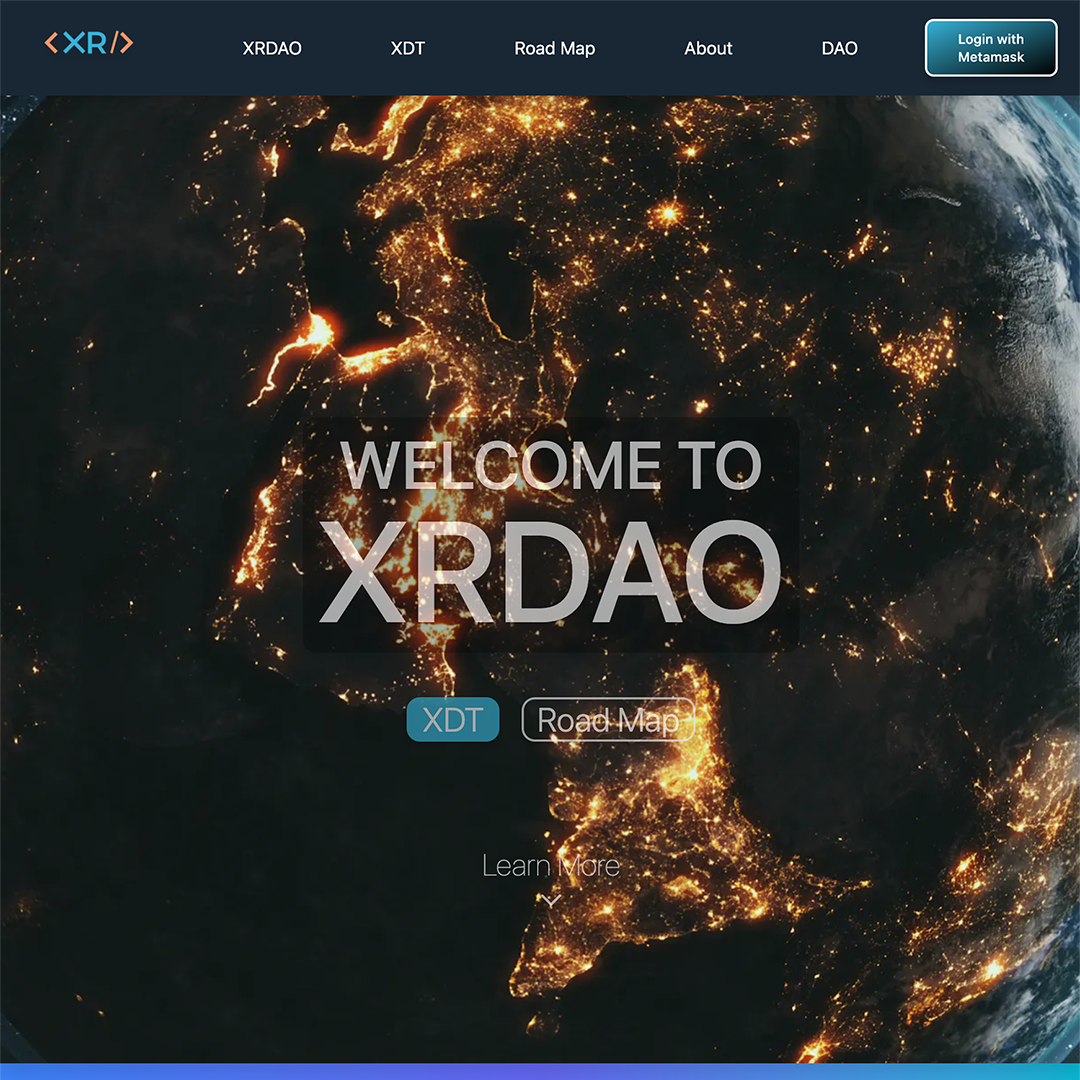 <XR/>
XRDAO
XDT
Road Map
About
DAO
Login with
Metamask
WELCOME TO
XRDAO
XDT
Road Map
Learn More